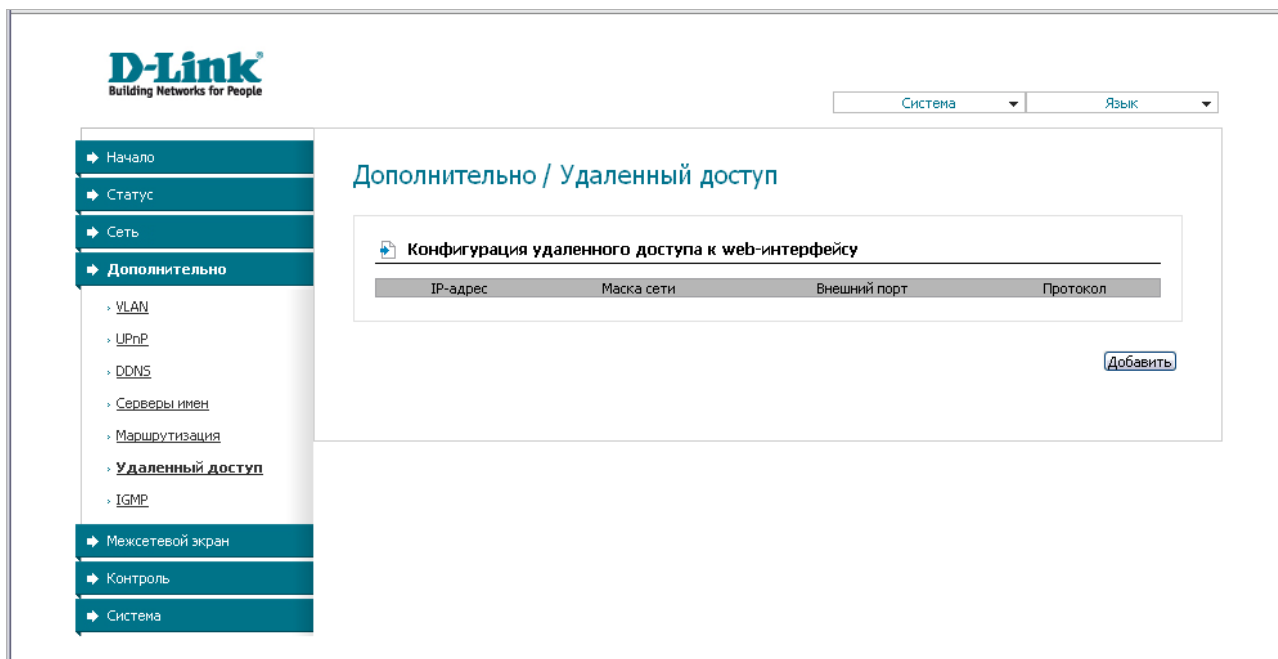 D-Link
Building Networks for People
Система Язык
Начало
Статус
Сеть
Дополнительно
VLAN
UPnP
DDNS
Серверы имен
Маршрутизация
Удаленный доступ
IGMP
Межсетевой экран
Контроль
Система
Дополнительно / Удаленный доступ
Конфигурация удаленного доступа к web-интерфейсу
IP-адрес Маска сети Внешний порт Протокол
Добавить